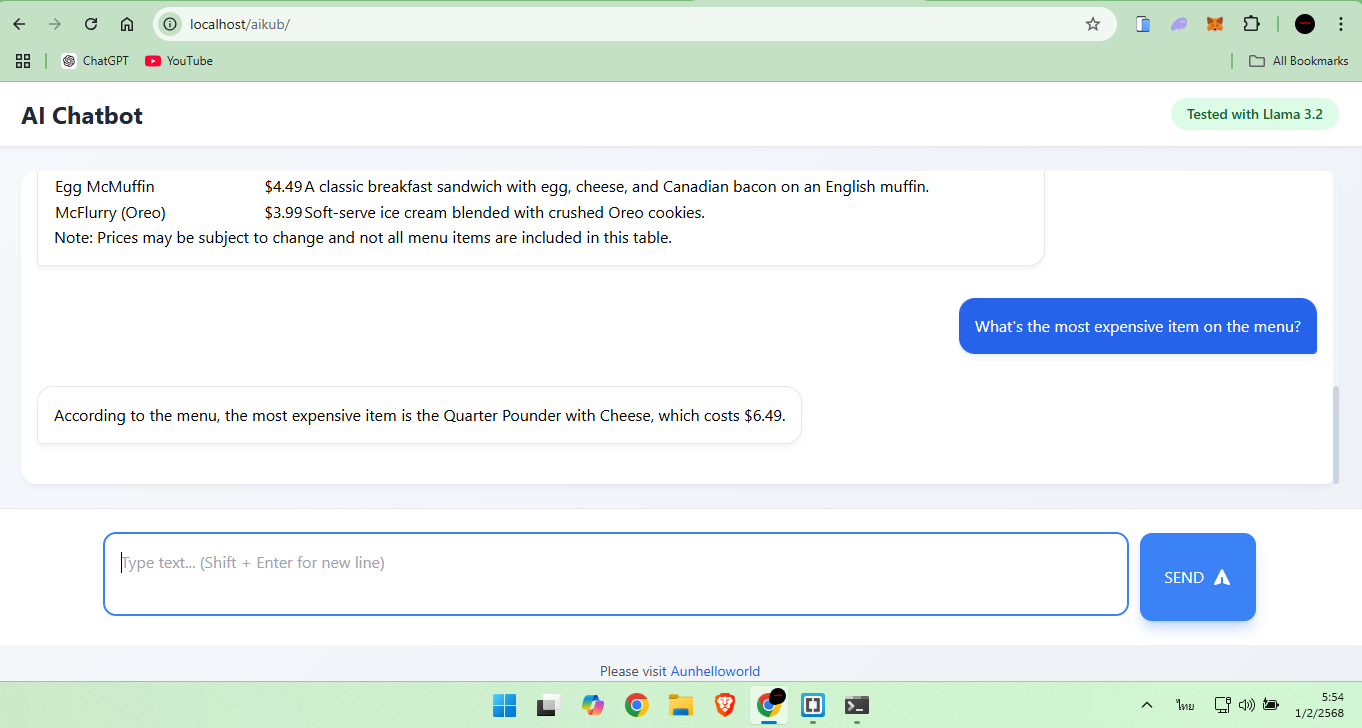 localhost/aikub/
ChatGPT
YouTube
All Bookmarks
AI Chatbot
Tested with Llama 3.2
Egg McMuffin $4.49 A classic breakfast sandwich with egg, cheese, and Canadian bacon on an English muffin.
McFlurry (Oreo) $3.99 Soft-serve ice cream blended with crushed Oreo cookies.
Note: Prices may be subject to change and not all menu items are included in this table.
What's the most expensive item on the menu?
According to the menu, the most expensive item is the Quarter Pounder with Cheese, which costs $6.49.
Type text... (Shift + Enter for new line)
SEND
Please visit Aunhelloworld
ไทย
5:54
1/2/2568